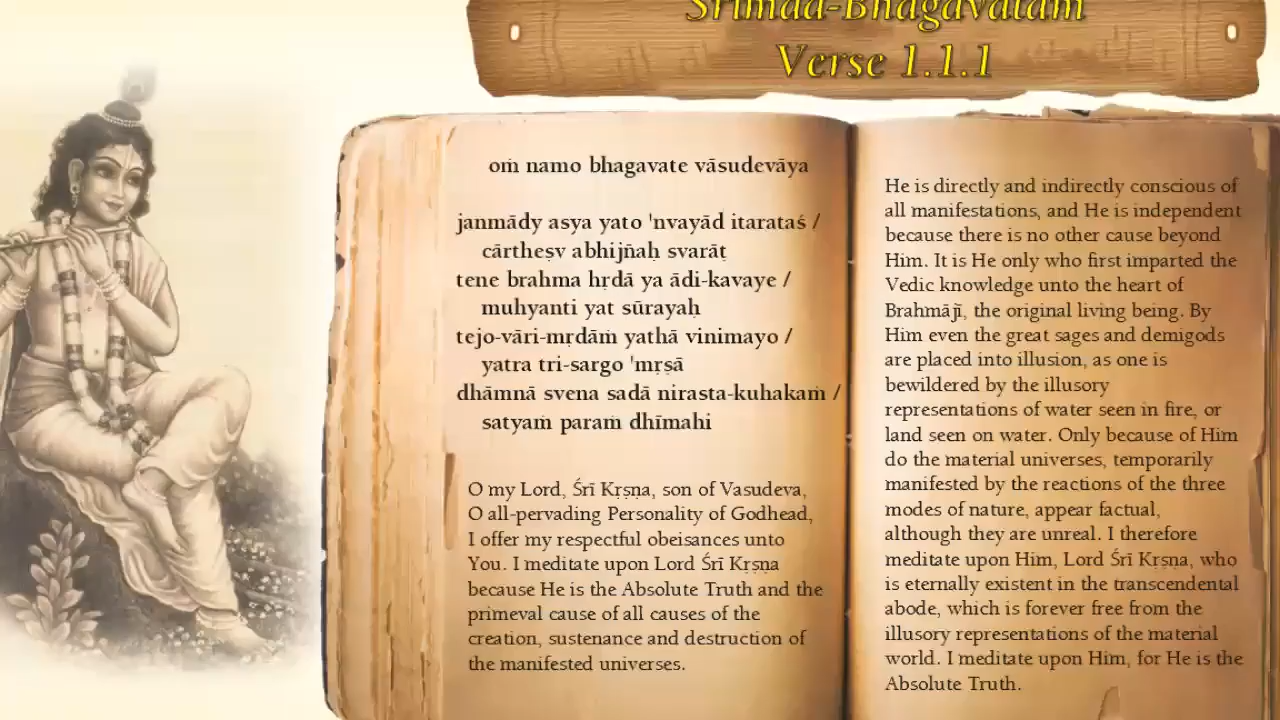 Śrīmad-Bhāgavatam
Verse 1.1.1
oṁ namo bhagavate vāsudevāya
janmādy asya yato 'nvayād itarataś /
cārtheṣv abhijñaḥ svarāṭ
tene brahma hṛdā ya ādi-kavaye /
muhyanti yat sūrayaḥ
tejo-vāri-mṛdāṁ yathā vinimayo /
yatra tri-sargo 'mṛṣā
dhāmnā svena sadā nirasta-kuhakaṁ /
satyaṁ paraṁ dhīmahi
O my Lord, Śrī Kṛṣṇa, son of Vasudeva,
O all-pervading Personality of Godhead,
I offer my respectful obeisances unto
You. I meditate upon Lord Śrī Kṛṣṇa
because He is the Absolute Truth and the
primeval cause of all causes of the
creation, sustenance and destruction of
the manifested universes.
He is directly and indirectly conscious of
all manifestations, and He is independent
because there is no other cause beyond
Him. It is He only who first imparted the
Vedic knowledge unto the heart of
Brahmājī, the original living being. By
Him even the great sages and demigods
are placed into illusion, as one is
bewildered by the illusory
representations of water seen in fire, or
land seen on water. Only because of Him
do the material universes, temporarily
manifested by the reactions of the three
modes of nature, appear factual,
although they are unreal. I therefore
meditate upon Him, Lord Śrī Kṛṣṇa, who
is eternally existent in the transcendental
abode, which is forever free from the
illusory representations of the material
world. I meditate upon Him, for He is the
Absolute Truth.